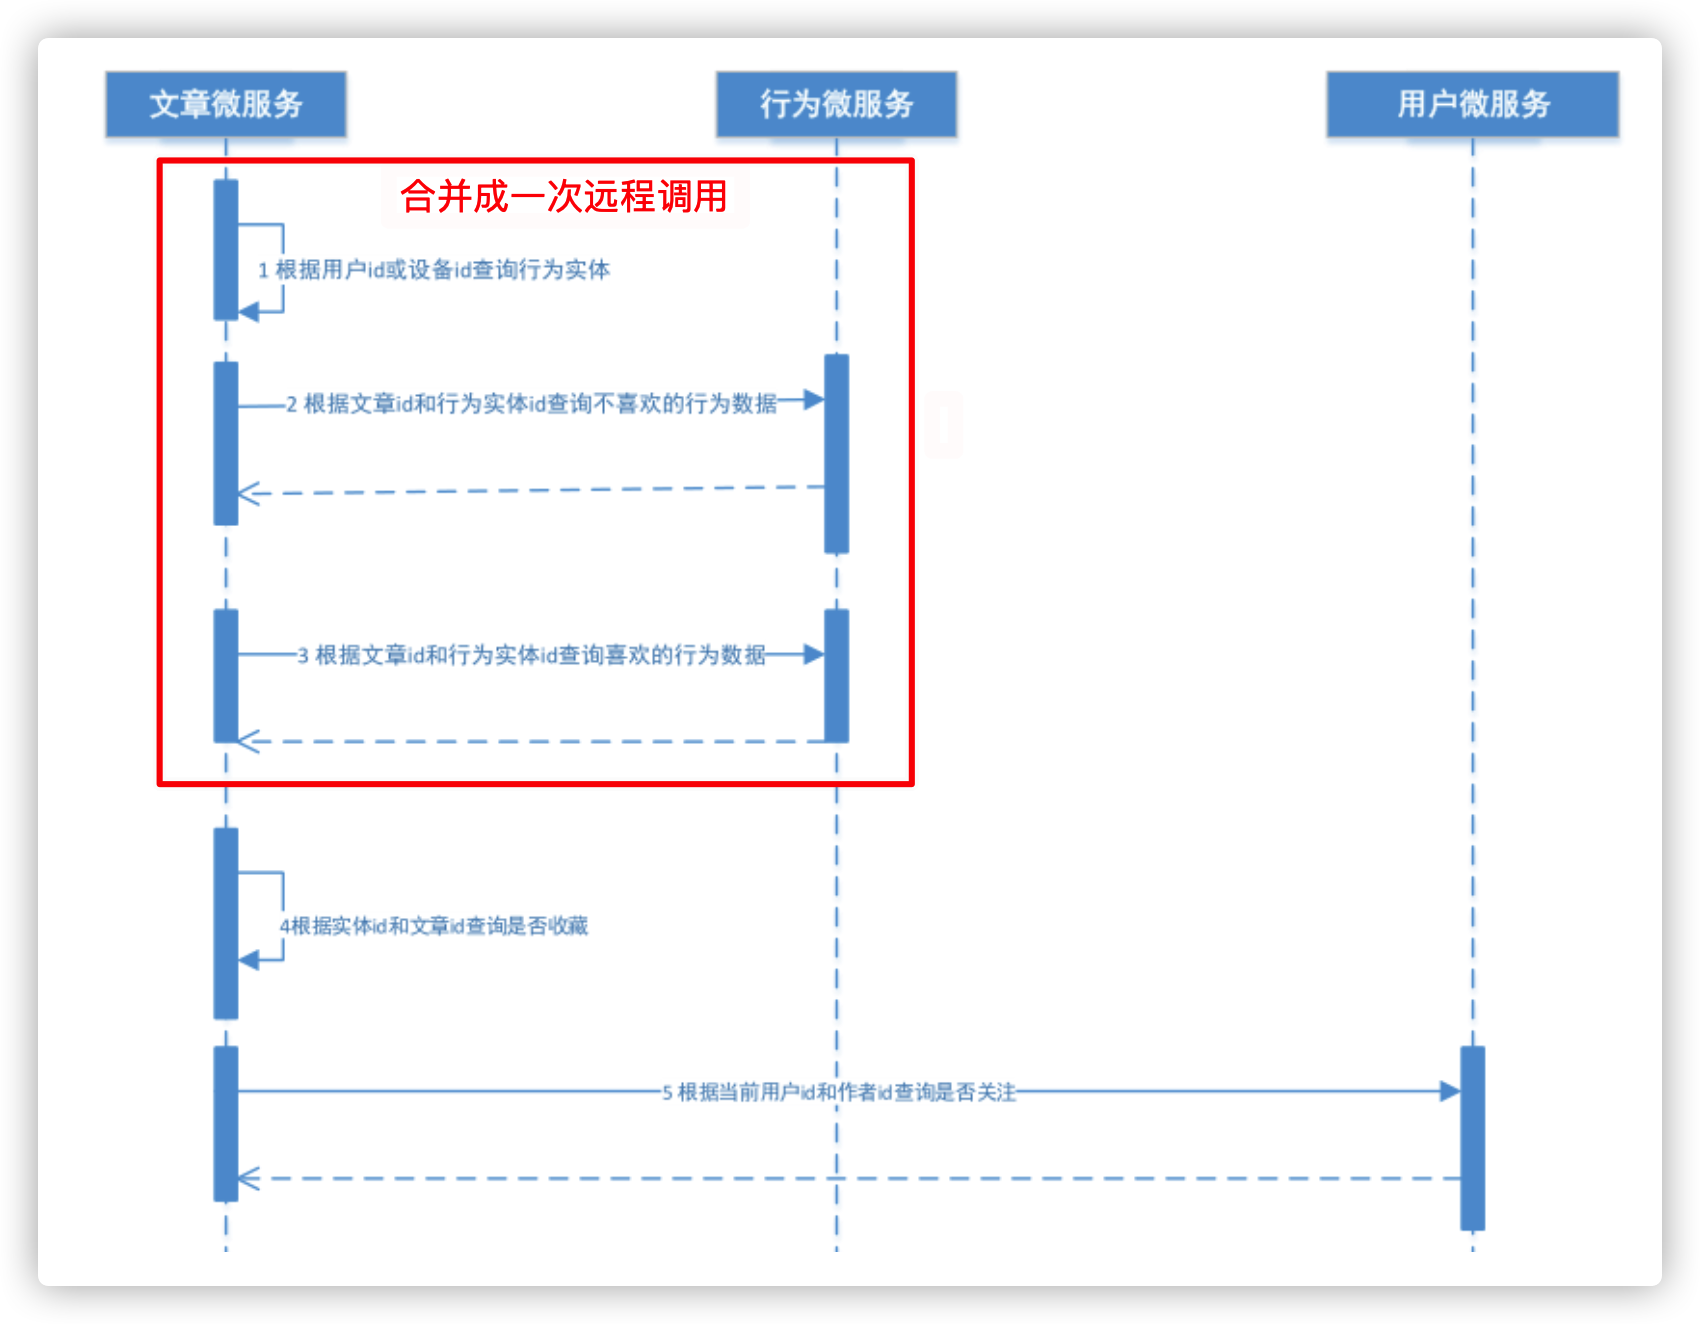 文章微服务
行为微服务
用户微服务
合并成一次远程调用
1 根据用户id或设备id查询行为实体
2 根据文章id和行为实体id查询不喜欢的行为数据
3 根据文章id和行为实体id查询喜欢的行为数据
4根据实体id和文章id查询是否收藏
5 根据当前用户id和作者id查询是否关注